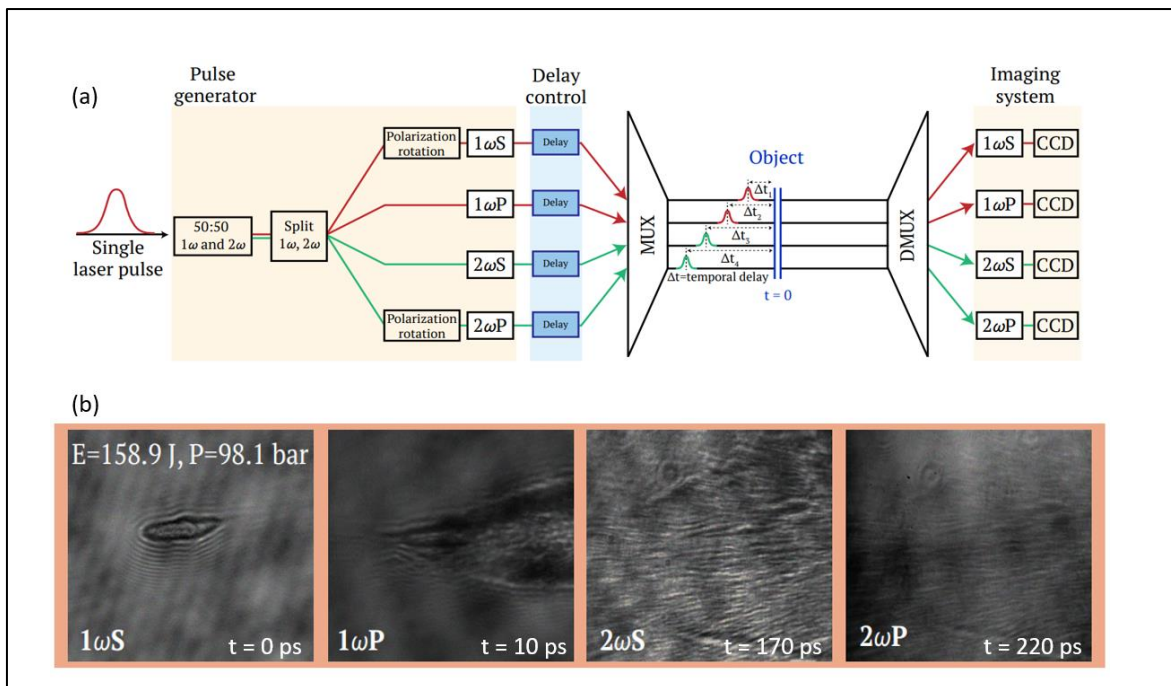 (a)
Pulse
generator
Delay
control
Imaging
system
Single
laser pulse
50:50
1ω and 2ω
Split
1ω, 2ω
Polarization
rotation
1ωS
Delay
1ωP
Delay
2ωS
Delay
Polarization
rotation
2ωP
Delay
MUX
Object
Δt₁
Δt₂
Δt₃
Δt₄
Δt=temporal delay
t = 0
DMUX
1ωS
CCD
1ωP
CCD
2ωS
CCD
2ωP
CCD
(b)
E=158.9 J, P=98.1 bar
1ωS
t = 0 ps
1ωP
t = 10 ps
2ωS
t = 170 ps
2ωP
t = 220 ps